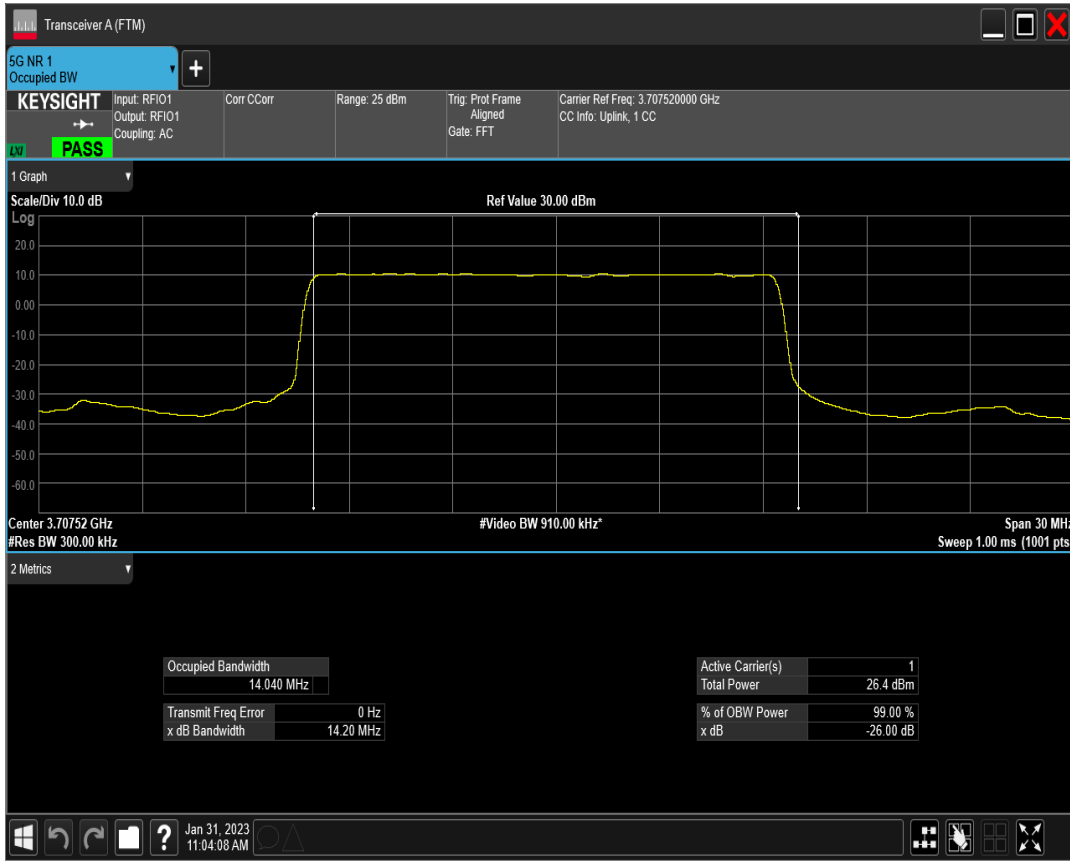 Transceiver A (FTM)
5G NR 1
Occupied BW
+
KEYSIGHT
LXI
PASS
Input: RFIO1
Output: RFIO1
Coupling: AC
Corr CCorr
Range: 25 dBm
Trig: Prot Frame
Aligned
Gate: FFT
Carrier Ref Freq: 3.707520000 GHz
CC Info: Uplink, 1 CC
1 Graph
Scale/Div 10.0 dB
Ref Value 30.00 dBm
Log
20.0
10.0
0.00
-10.0
-20.0
-30.0
-40.0
-50.0
-60.0
Center 3.70752 GHz
#Video BW 910.00 kHz*
Span 30 MHz
#Res BW 300.00 kHz
Sweep 1.00 ms (1001 pts
2 Metrics
Occupied Bandwidth
14.040 MHz
Transmit Freq Error 0 Hz
x dB Bandwidth 14.20 MHz
Active Carrier(s) 1
Total Power 26.4 dBm
% of OBW Power 99.00 %
x dB -26.00 dB
?
Jan 31, 2023
11:04:08 AM